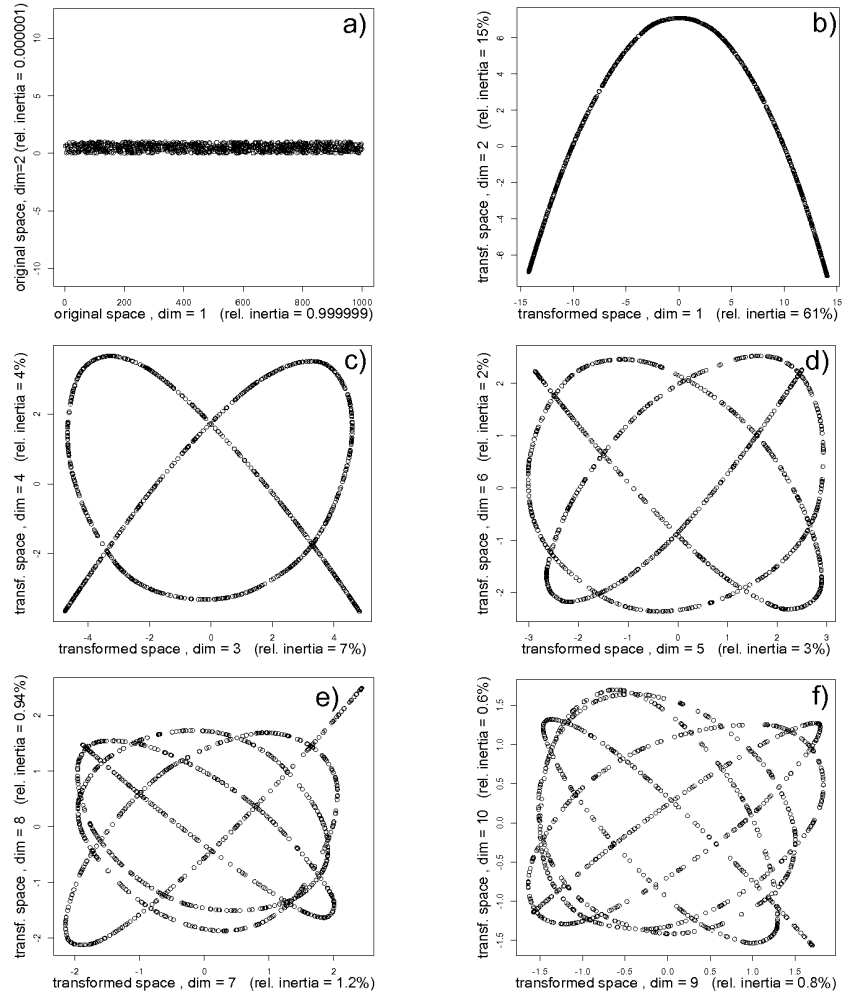 a)
original space, dim=2 (rel. inertia = 0.000001)
10
5
0
-5
-10
0 200 400 600 800 1000
original space , dim = 1 (rel. inertia = 0.999999)
b)
transf. space , dim = 2 (rel. inertia = 15%)
6
4
2
0
-2
-4
-6
-15 -10 -5 0 5 10 15
transformed space , dim = 1 (rel. inertia = 61%)
c)
transf. space , dim = 4 (rel. inertia = 4%)
2
0
-2
-4 -2 0 2 4
transformed space , dim = 3 (rel. inertia = 7%)
d)
transf. space , dim = 6 (rel. inertia = 2%)
2
1
0
-1
-2
-3 -2 -1 0 1 2 3
transformed space , dim = 5 (rel. inertia = 3%)
e)
transf. space , dim = 8 (rel. inertia = 0.94%)
2
1
0
-1
-2
-2 -1 0 1 2
transformed space , dim = 7 (rel. inertia = 1.2%)
f)
transf. space , dim = 10 (rel. inertia = 0.6%)
1.5
1.0
0.5
0.0
-0.5
-1.0
-1.5
-1.5 -1.0 -0.5 0.0 0.5 1.0 1.5
transformed space , dim = 9 (rel. inertia = 0.8%)